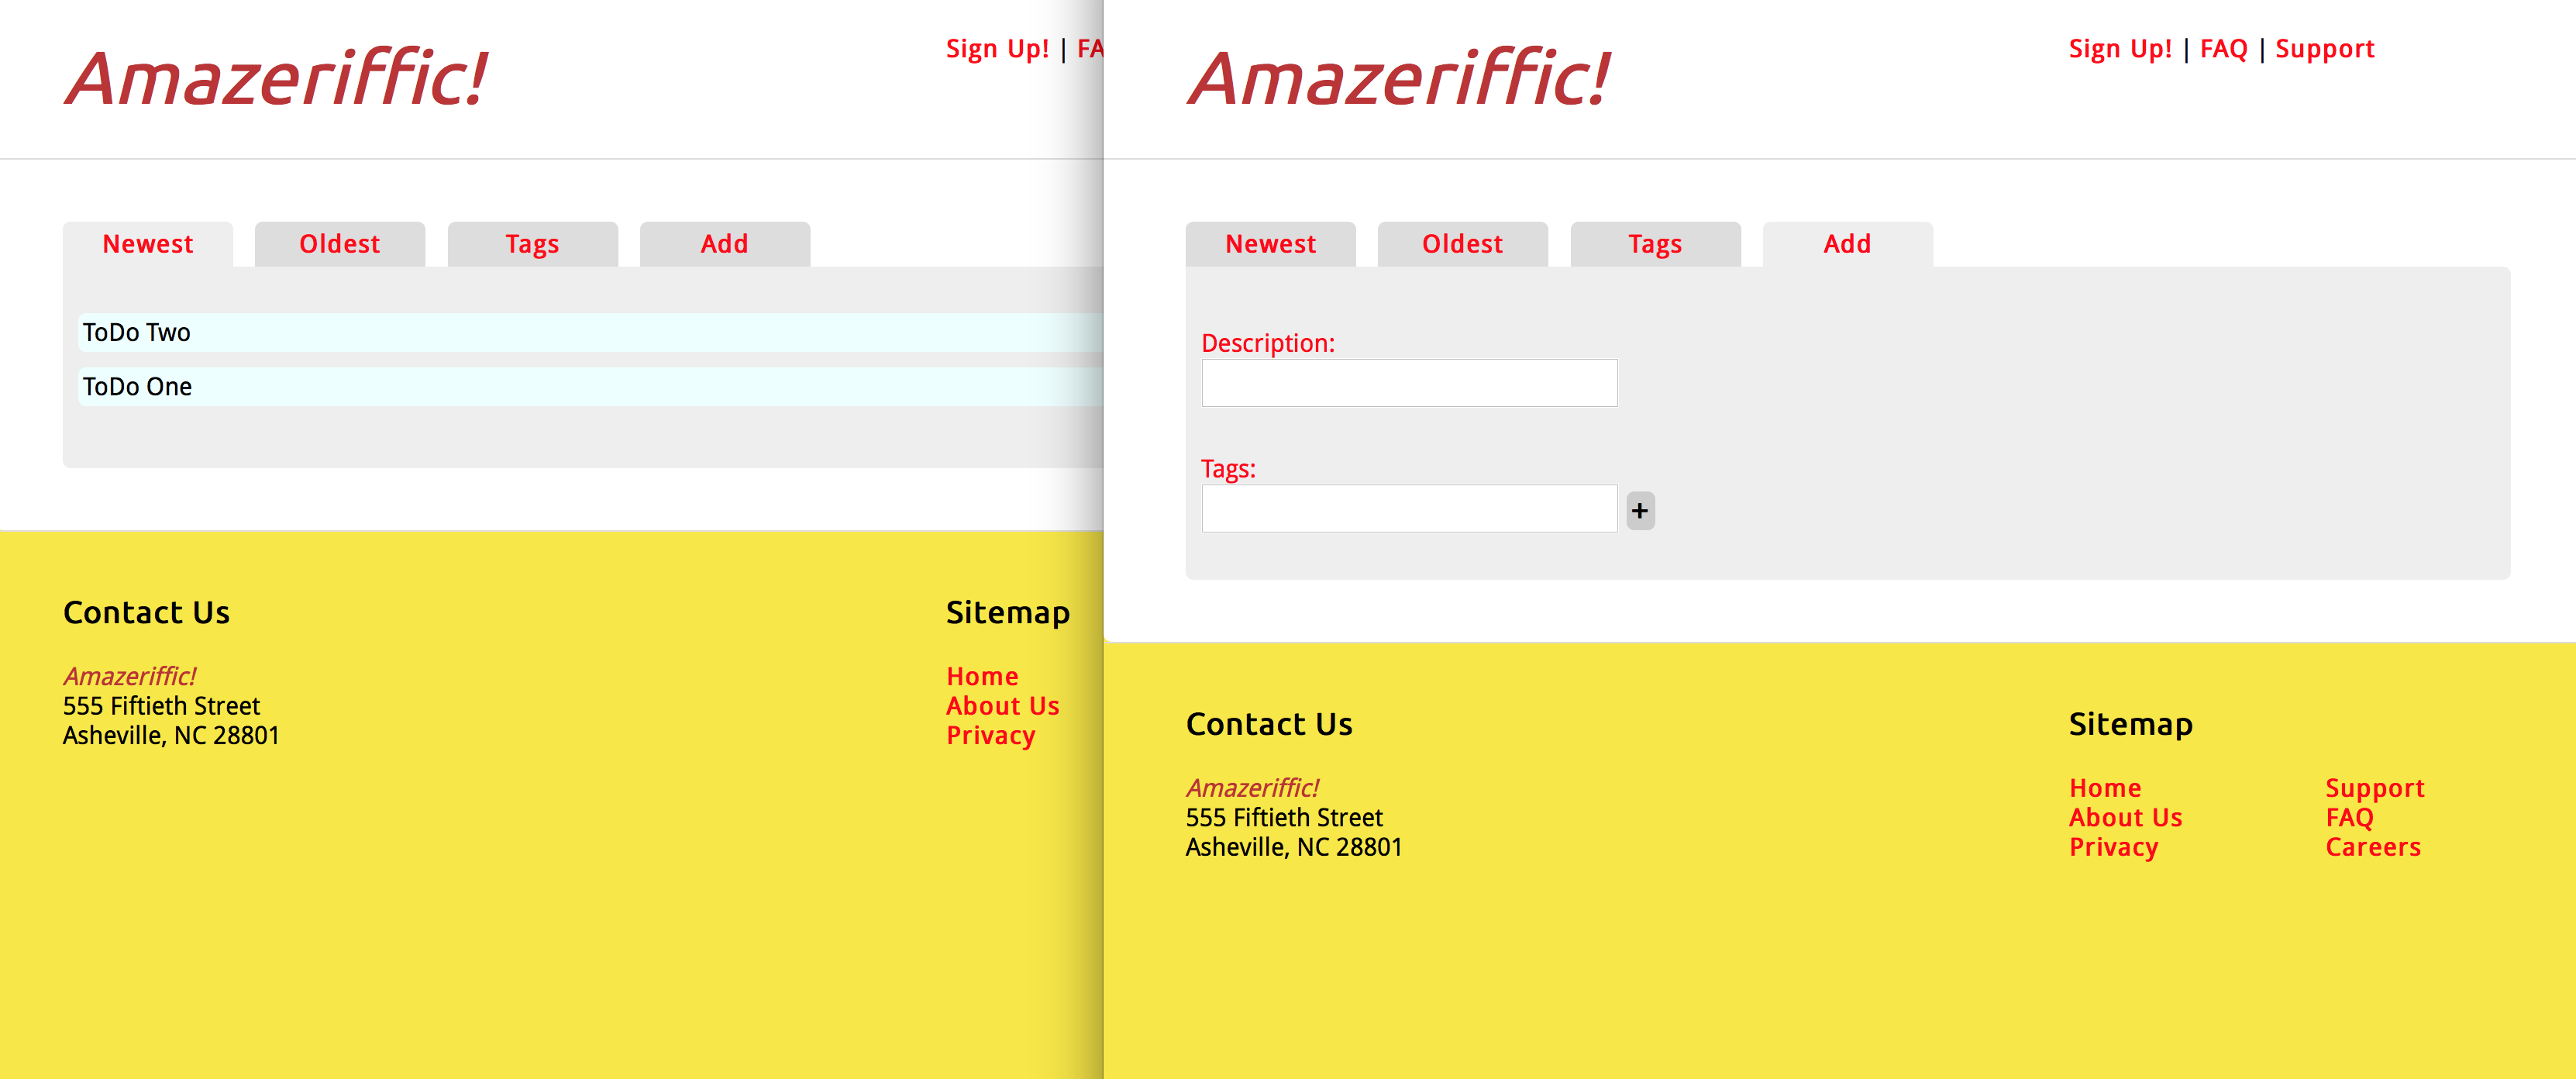 Amazeriffic!
Sign Up! | FA
Newest Oldest Tags Add
ToDo Two
ToDo One
Contact Us
Amazeriffic!
555 Fiftieth Street
Asheville, NC 28801
Sitemap
Home
About Us
Privacy
Amazeriffic!
Sign Up! | FAQ | Support
Newest Oldest Tags Add
Description:
Tags:
+
Contact Us
Amazeriffic!
555 Fiftieth Street
Asheville, NC 28801
Sitemap
Home Support
About Us FAQ
Privacy Careers